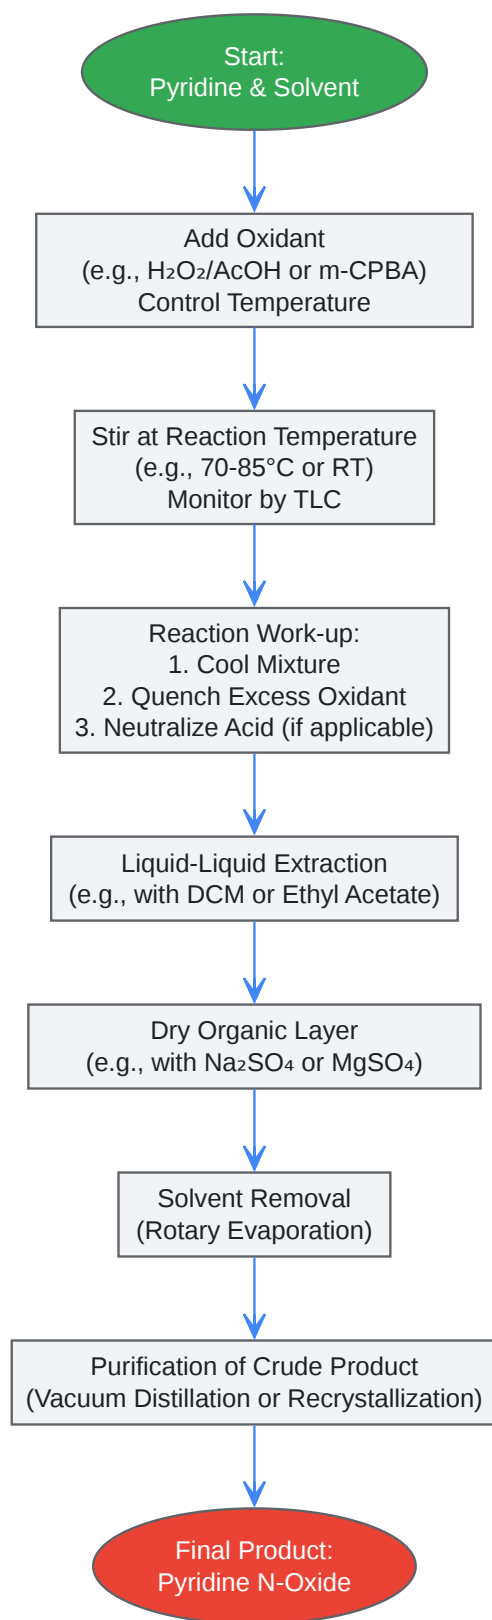 Start:
Pyridine & Solvent
Add Oxidant
(e.g., H₂O₂/AcOH or m-CPBA)
Control Temperature
Stir at Reaction Temperature
(e.g., 70-85°C or RT)
Monitor by TLC
Reaction Work-up:
1. Cool Mixture
2. Quench Excess Oxidant
3. Neutralize Acid (if applicable)
Liquid-Liquid Extraction
(e.g., with DCM or Ethyl Acetate)
Dry Organic Layer
(e.g., with Na₂SO₄ or MgSO₄)
Solvent Removal
(Rotary Evaporation)
Purification of Crude Product
(Vacuum Distillation or Recrystallization)
Final Product:
Pyridine N-Oxide